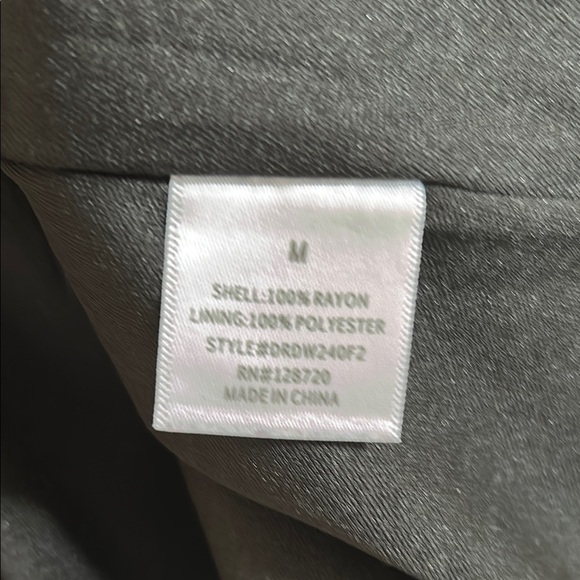 M
SHELL:100% RAYON
LINING:100% POLYESTER
STYLE#DRDW240F2
RN#128720
MADE IN CHINA